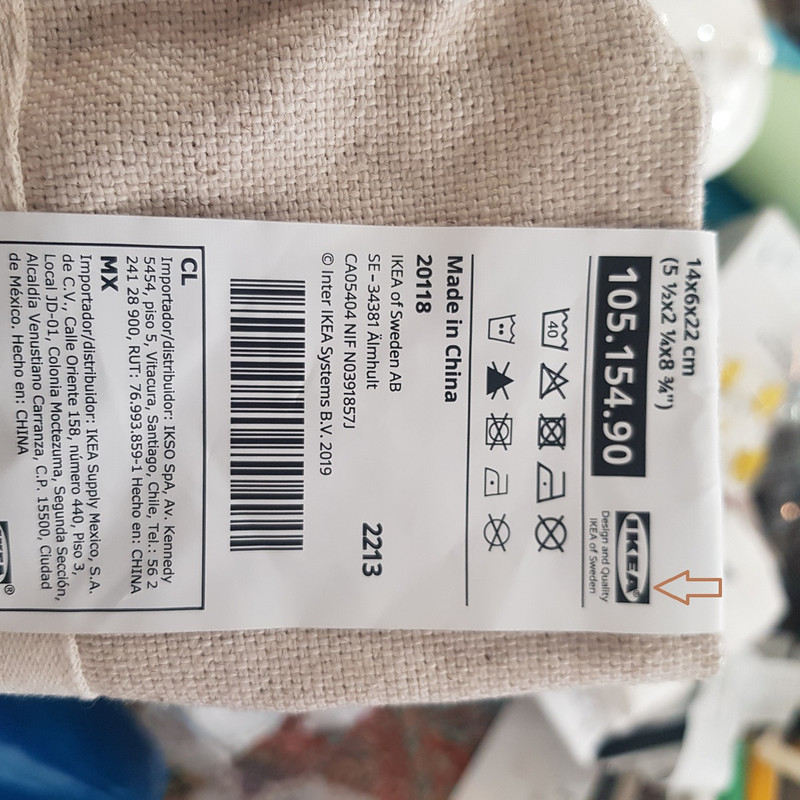 14x6x22 cm
(5 ½x2 ¼x8 ¾")
105.154.90
IKEA®
Design and Quality
IKEA of Sweden
40
Made in China
20118
IKEA of Sweden AB
SE-34381 Älmhult
CA05404 NIF N0391857J
© Inter IKEA Systems B.V. 2019
2213
CL
Importador/distribuidor: IKSO SpA, Av. Kennedy
5454, piso 5, Vitacura, Santiago, Chile, Tel.: 56 2
241 28 900, RUT: 76.993.859-1 Hecho en: CHINA
MX
Importador/distribuidor: IKEA Supply Mexico, S.A.
de C.V., Calle Oriente 158, número 440, Piso 3,
Local JD-01, Colonia Moctezuma, Segunda Sección,
Alcaldía Venustiano Carranza, C.P. 15500, Ciudad
de México. Hecho en: CHINA